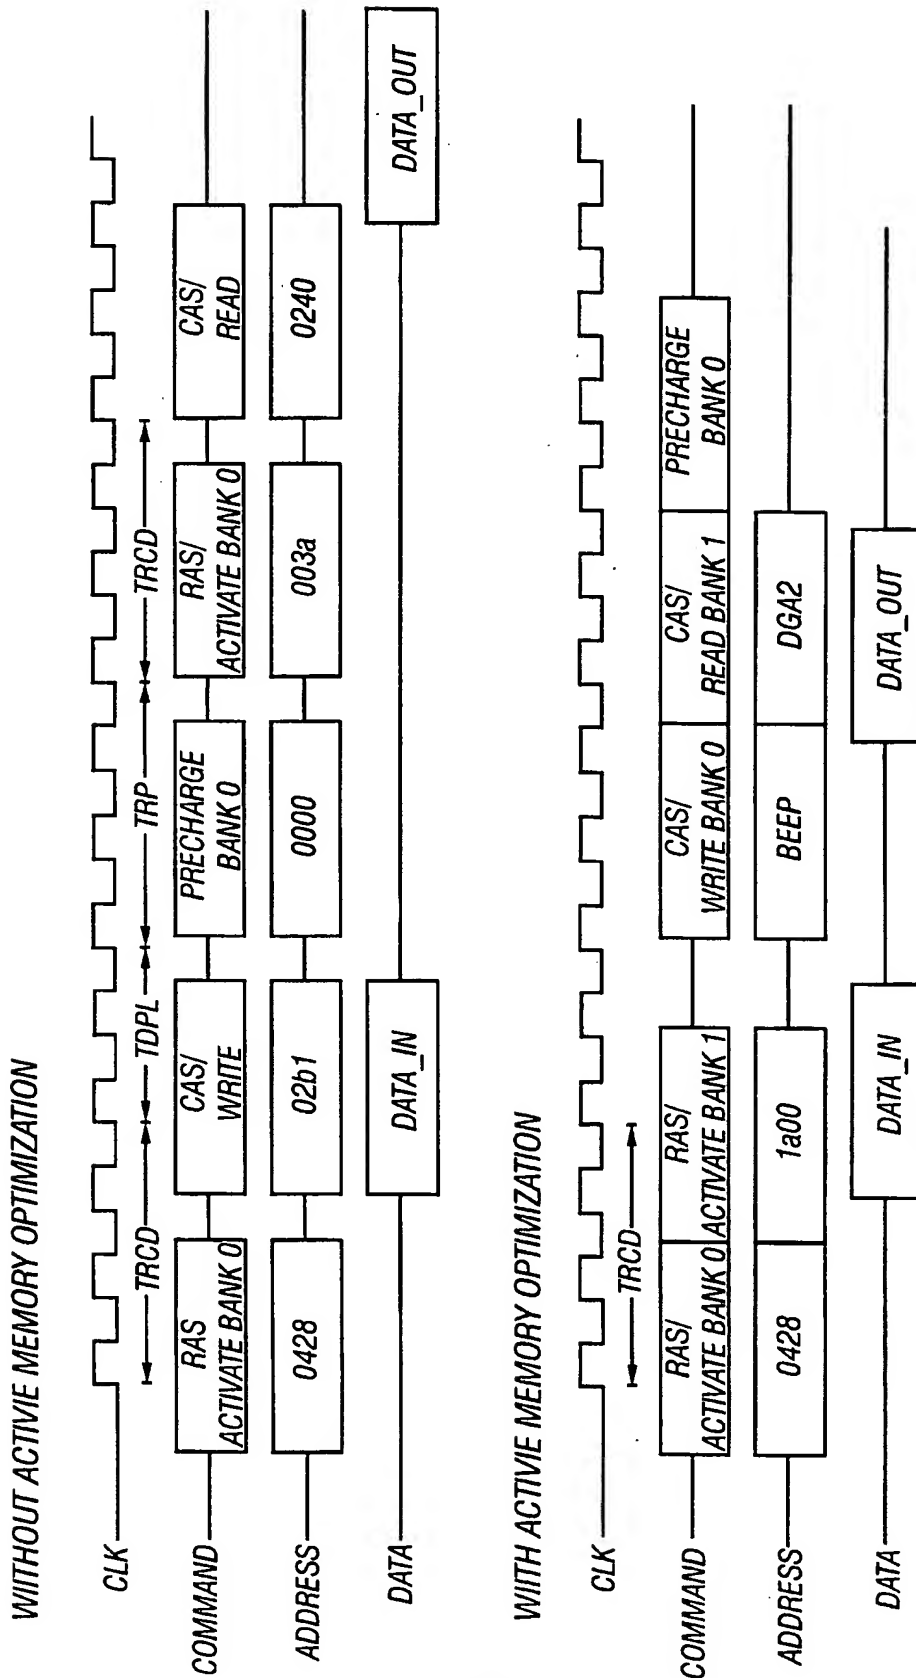 WIITHOUT ACTIVIE MEMORY OPTIMIZATION
CLK
TRCD
TDPL
TRP
TRCD
COMMAND
RAS
ACTIVATE BANK 0
CAS/
WRITE
PRECHARGE
BANK 0
RAS/
ACTIVATE BANK 0
CAS/
READ
ADDRESS
0428
02b1
0000
003a
0240
DATA
DATA_IN
DATA_OUT
WIITH ACTIVIE MEMORY OPTIMIZATION
CLK
TRCD
COMMAND
RAS/
ACTIVATE BANK 0
RAS/
ACTIVATE BANK 1
CAS/
WRITE BANK 0
CAS/
READ BANK 1
PRECHARGE
BANK 0
ADDRESS
0428
1a00
BEEP
DGA2
DATA
DATA_IN
DATA_OUT